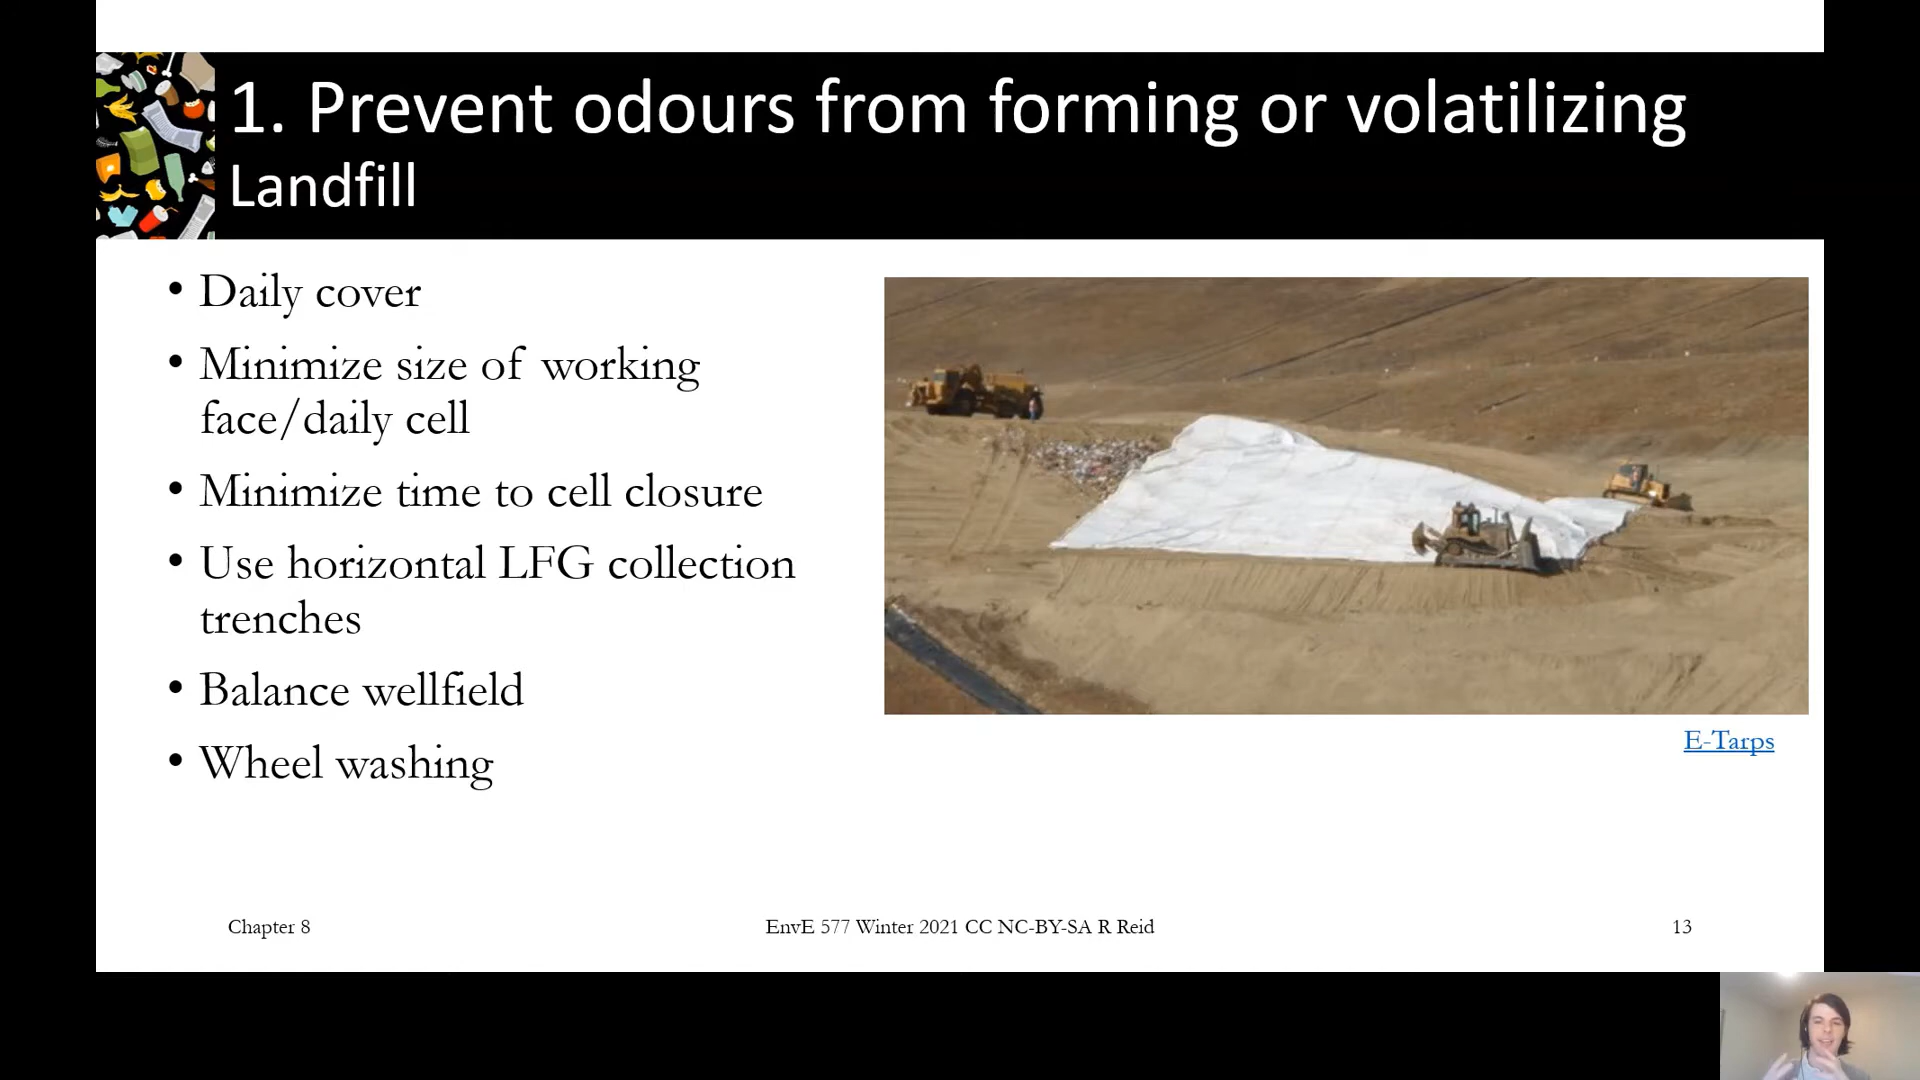 1. Prevent odours from forming or volatilizing
Landfill
• Daily cover
• Minimize size of working
face/daily cell
• Minimize time to cell closure
• Use horizontal LFG collection
trenches
• Balance wellfield
• Wheel washing
E-Tarps
Chapter 8
EnvE 577 Winter 2021 CC NC-BY-SA R Reid
13